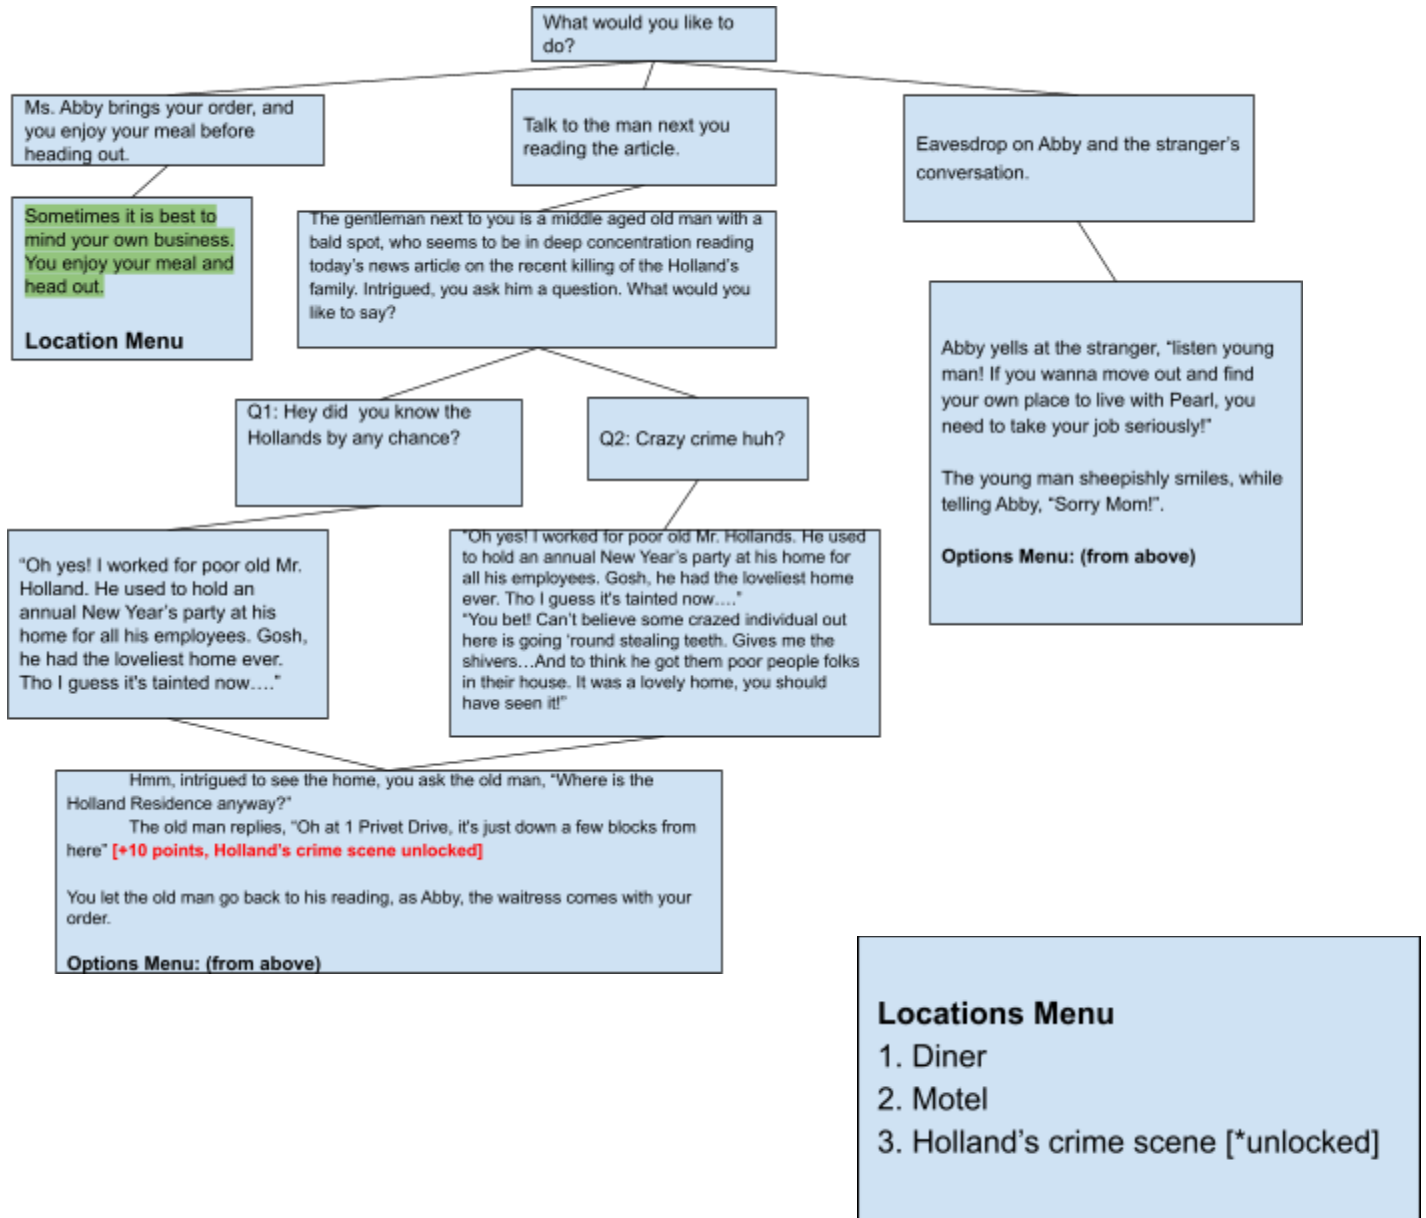 What would you like to
do?
Ms. Abby brings your order, and
you enjoy your meal before
heading out.
Talk to the man next you
reading the article.
Eavesdrop on Abby and the stranger's
conversation.
Sometimes it is best to
mind your own business.
You enjoy your meal and
head out.
Location Menu
The gentleman next to you is a middle aged old man with a
bald spot, who seems to be in deep concentration reading
today's news article on the recent killing of the Holland's
family. Intrigued, you ask him a question. What would you
like to say?
Abby yells at the stranger, “listen young
man! If you wanna move out and find
your own place to live with Pearl, you
need to take your job seriously!”
The young man sheepishly smiles, while
telling Abby, “Sorry Mom!”.
Options Menu: (from above)
Q1: Hey did  you know the
Hollands by any chance?
Q2: Crazy crime huh?
“Oh yes! I worked for poor old Mr.
Holland. He used to hold an
annual New Year's party at his
home for all his employees. Gosh,
he had the loveliest home ever.
Tho I guess it's tainted now….”
“Oh yes! I worked for poor old Mr. Hollands. He used
to hold an annual New Year's party at his home for
all his employees. Gosh, he had the loveliest home
ever. Tho I guess it's tainted now….”
“You bet! Can't believe some crazed individual out
here is going ‘round stealing teeth. Gives me the
shivers…And to think he got them poor people folks
in their house. It was a lovely home, you should
have seen it!”
Hmm, intrigued to see the home, you ask the old man, “Where is the
Holland Residence anyway?”
The old man replies, “Oh at 1 Privet Drive, it's just down a few blocks from
here” [+10 points, Holland's crime scene unlocked]
You let the old man go back to his reading, as Abby, the waitress comes with your
order.
Options Menu: (from above)
Locations Menu
1. Diner
2. Motel
3. Holland's crime scene [*unlocked]